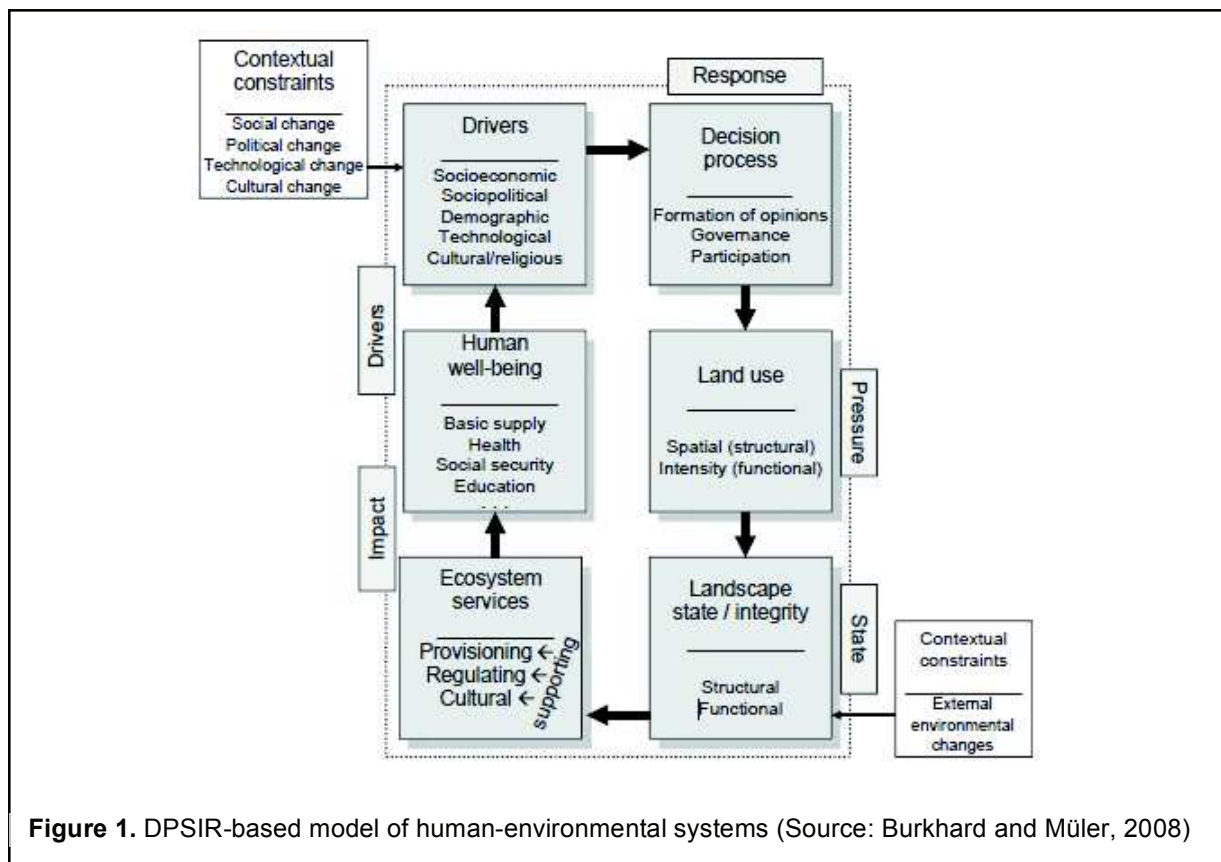 Contextual
constraints
Social change
Political change
Technological change
Cultural change
Response
Drivers
Socioeconomic
Sociopolitical
Demographic
Technological
Cultural/religious
Decision
process
Formation of opinions
Governance
Participation
Drivers
Human
well-being
Basic supply
Health
Social security
Education
. . .
Land use
Spatial (structural)
Intensity (functional)
Pressure
Impact
Ecosystem
services
Provisioning ←
Regulating ←
Cultural ←
supporting
Landscape
state / integrity
Structural
Functional
State
Contextual
constraints
External
environmental
changes
Figure 1. DPSIR-based model of human-environmental systems (Source: Burkhard and Müler, 2008)